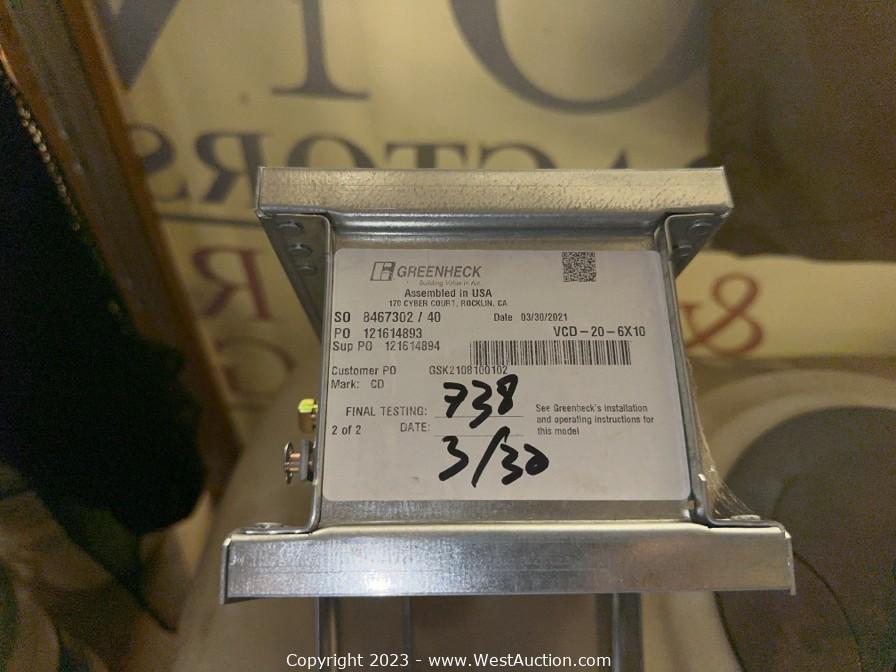 CTORS
R &
GREENHECK
Building Value in Air.
Assembled in USA
170 CYBER COURT, ROCKLIN, CA
SO 8467302 / 40 Date 03/30/2021
PO 121614893 VCD-20-6X10
Sup PO 121614894
Customer PO GSK2108100102
Mark: CD
FINAL TESTING: 738
See Greenheck's installation
and operating instructions for
this model
2 of 2 DATE: 3/30
Copyright 2023 - www.WestAuction.com